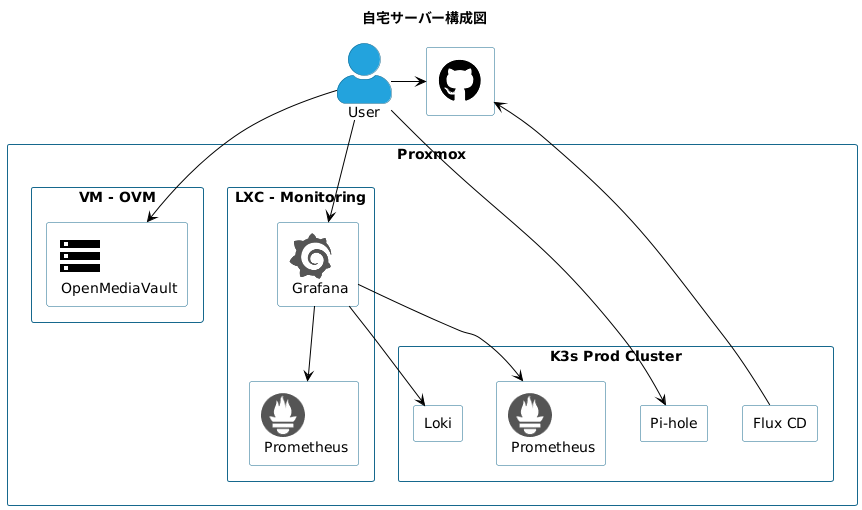 自宅サーバー構成図
User
Proxmox
VM - OVM
LXC - Monitoring
OpenMediaVault
Grafana
K3s Prod Cluster
Prometheus
Loki
Prometheus
Pi-hole
Flux CD